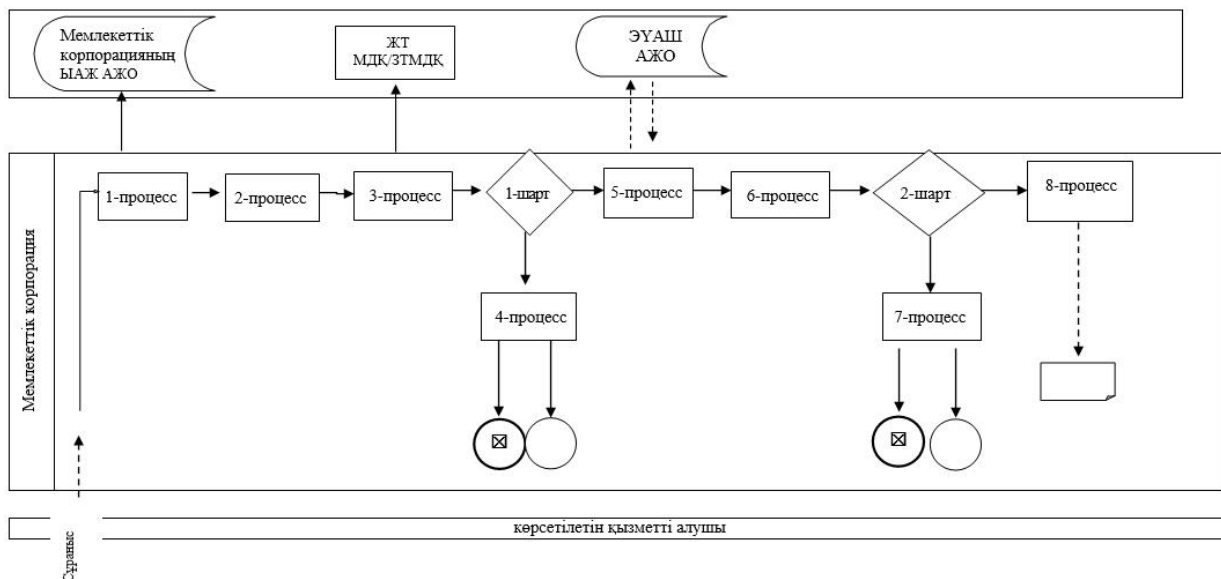 Мемлекеттік
корпорацияның
ЫАЖ АЖО
ЖТ
МДҚ/ЗТМДҚ
ЭҮАШ
АЖО
Мемлекеттік корпорация
1-процесс
2-процесс
3-процесс
1-шарт
5-процесс
6-процесс
2-шарт
8-процесс
4-процесс
7-процесс
көрсетілетін қызметті алушы
Сұраныс